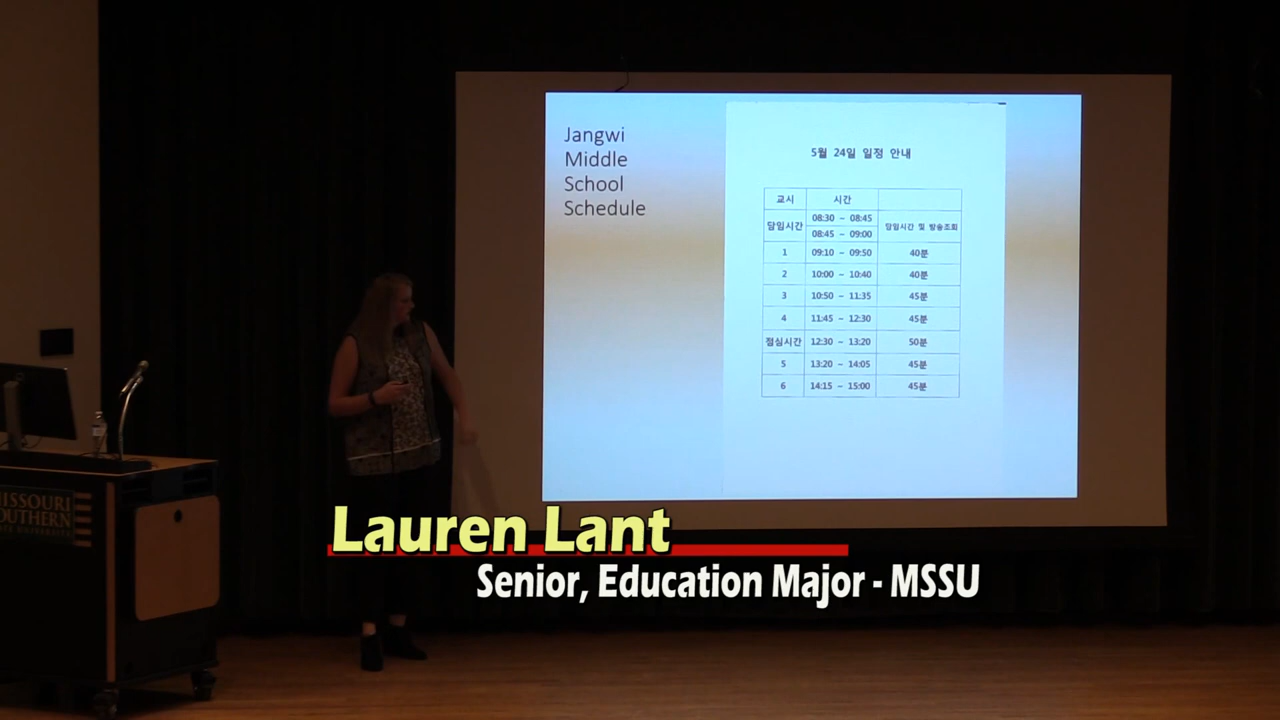 Jangwi
Middle
School
Schedule
5월 24일 일정 안내
교시 시간
담임시간 08:30 ~ 08:45 담임시간 및 방송조회
08:45 ~ 09:00
1 09:10 ~ 09:50 40분
2 10:00 ~ 10:40 40분
3 10:50 ~ 11:35 45분
4 11:45 ~ 12:30 45분
점심시간 12:30 ~ 13:20 50분
5 13:20 ~ 14:05 45분
6 14:15 ~ 15:00 45분
MISSOURI
SOUTHERN
Lauren Lant
Senior, Education Major - MSSU